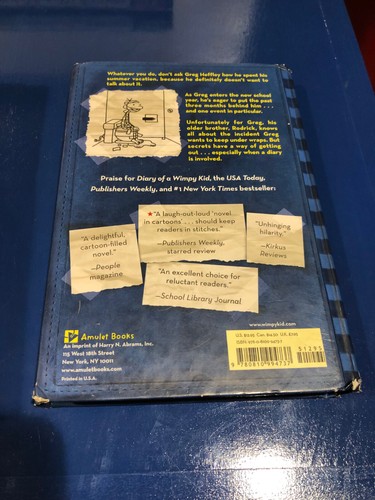 Whatever you do, don't ask Greg Heffley how he spent his
summer vacation, because he definitely doesn't want to
talk about it.
As Greg enters the new school
year, he's eager to put the past
three months behind him . . .
and one event in particular.
Unfortunately for Greg, his
older brother, Rodrick, knows
all about the incident Greg
wants to keep under wraps. But
secrets have a way of getting
out . . . especially when a diary
is involved.
Praise for Diary of a Wimpy Kid, the USA Today,
Publishers Weekly, and #1 New York Times bestseller:
★"A laugh-out-loud 'novel
in cartoons' . . . should keep
readers in stitches."
—Publishers Weekly,
starred review
"Unhinging
hilarity."
—Kirkus
Reviews
"A delightful,
cartoon-filled
novel."
—People
magazine
"An excellent choice for
reluctant readers."
—School Library Journal
www.wimpykid.com
Amulet Books
An imprint of Harry N. Abrams, Inc.
115 West 18th Street
New York, NY 10011
www.amuletbooks.com
Printed in U.S.A.
51295
9 780810 994737